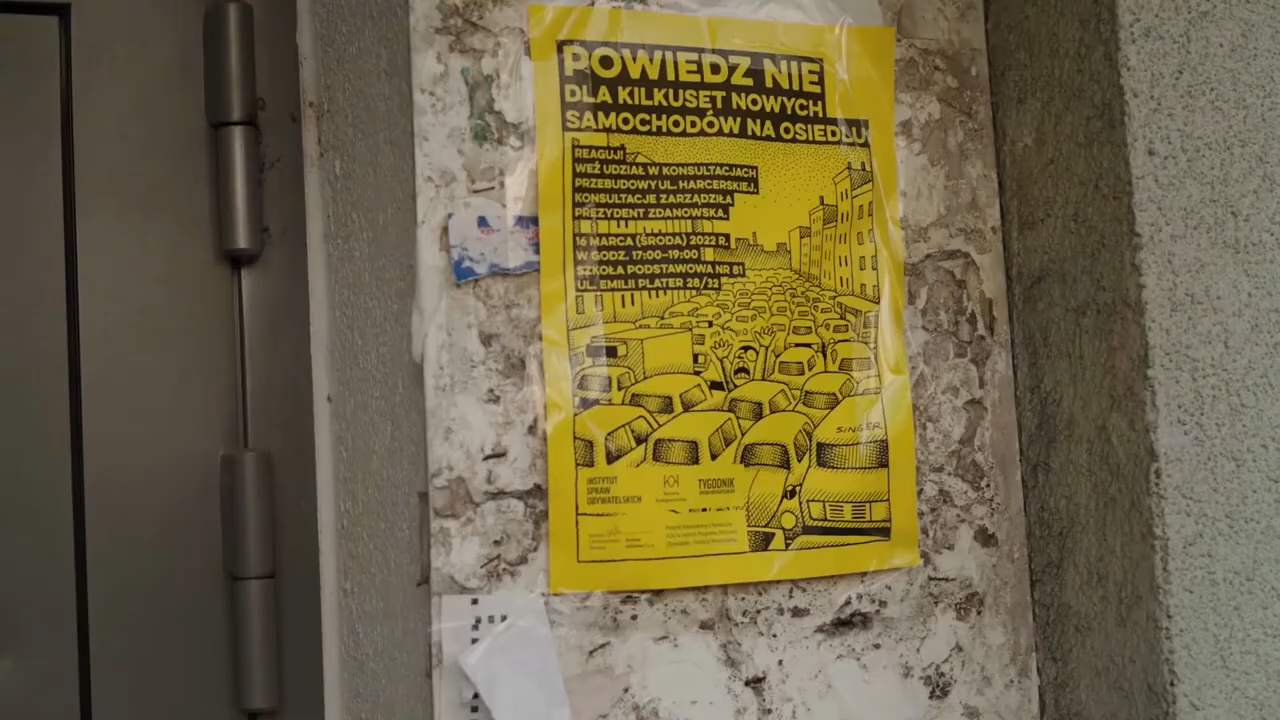 POWIEDZ NIE
DLA KILKUSET NOWYCH
SAMOCHODÓW NA OSIEDLU
REAGUJ!
WEŹ UDZIAŁ W KONSULTACJACH
PRZEBUDOWY UL. HARCERSKIEJ.
KONSULTACJE ZARZĄDZIŁA
PREZYDENT ZDANOWSKA.
16 MARCA (ŚRODA) 2022 R.
W GODZ. 17:00–19:00
SZKOŁA PODSTAWOWA NR 81
UL. EMILII PLATER 28/32
SINGER
INSTYTUT
SPRAW
OBYWATELSKICH
TYGODNIK